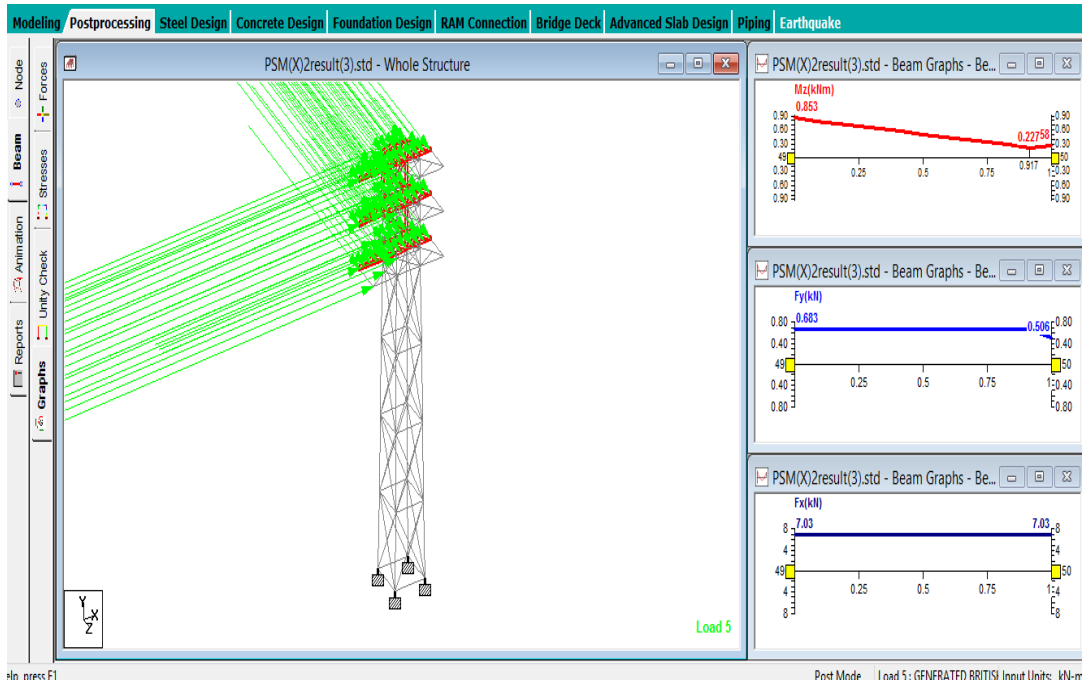 Modeling Postprocessing Steel Design Concrete Design Foundation Design RAM Connection Bridge Deck Advanced Slab Design Piping Earthquake
Node
Beam
Animation
Reports
Forces
Stresses
Unity Check
Graphs
PSM(X)2result(3).std - Whole Structure
Y
X
Z
Load 5
PSM(X)2result(3).std - Beam Graphs - Be...
Mz(kNm)
0.853
0.90 0.90
0.60 0.60
0.30 0.227 58 0.30
49 50
0.30 0.25 0.5 0.917 1 0.30
0.60 0.60
0.90 0.90
PSM(X)2result(3).std - Beam Graphs - Be...
Fy(kN)
0.683
0.80 0.506 0.80
0.40 0.40
49 50
0.40 0.25 0.5 0.75 1 0.40
0.80 0.80
PSM(X)2result(3).std - Beam Graphs - Be...
Fx(kN)
8 7.03 7.03 8
4 4
49 50
4 0.25 0.5 0.75 1 4
8 8
elp, press F1
Post Mode Load 5 : GENERATED BRITISH Input Units: kN-m